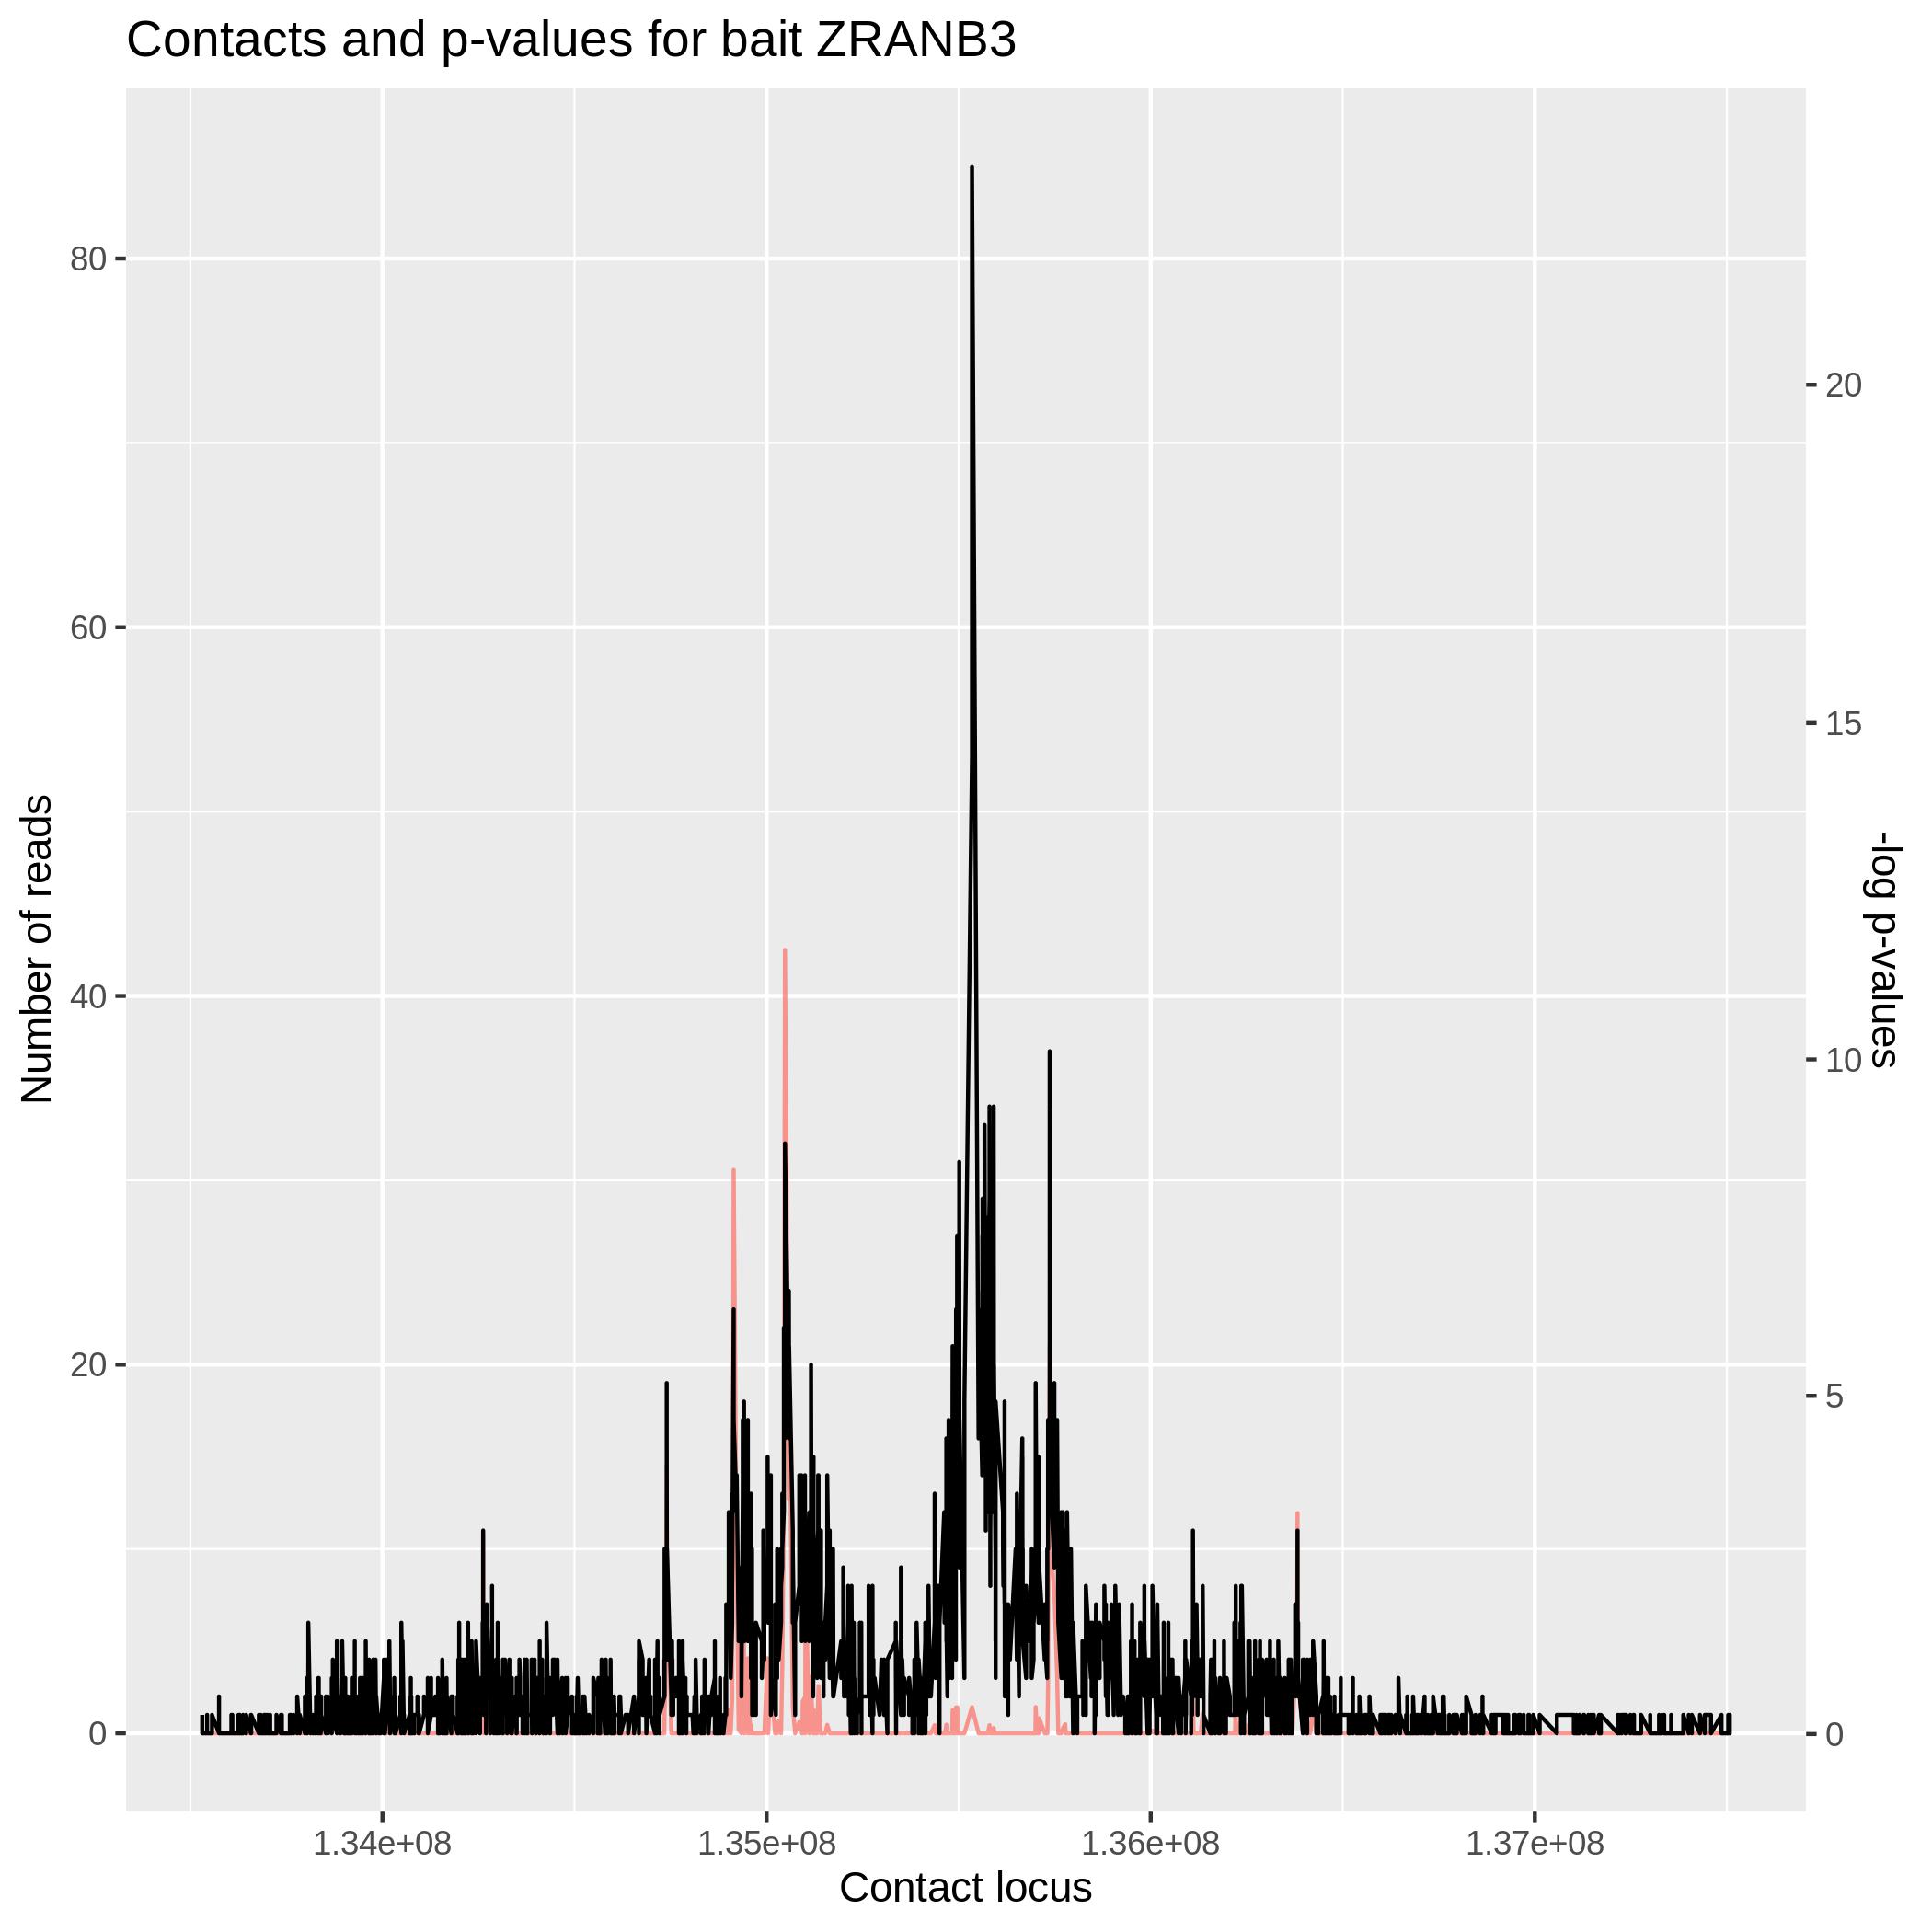 Contacts and p-values for bait ZRANB3
80
60
40
20
0
20
15
10
5
0
Number of reads
-log p-values
1.34e+08 1.35e+08 1.36e+08 1.37e+08
Contact locus